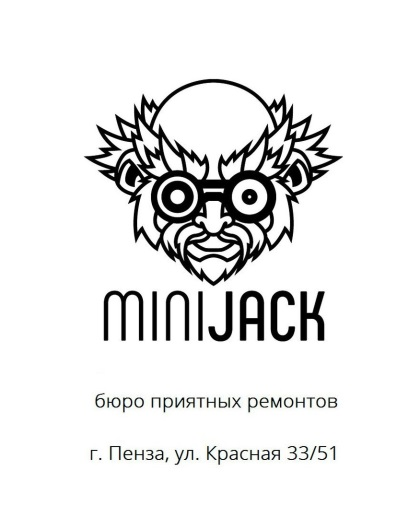 MINIJACK
бюро приятных ремонтов
г. Пенза, ул. Красная 33/51